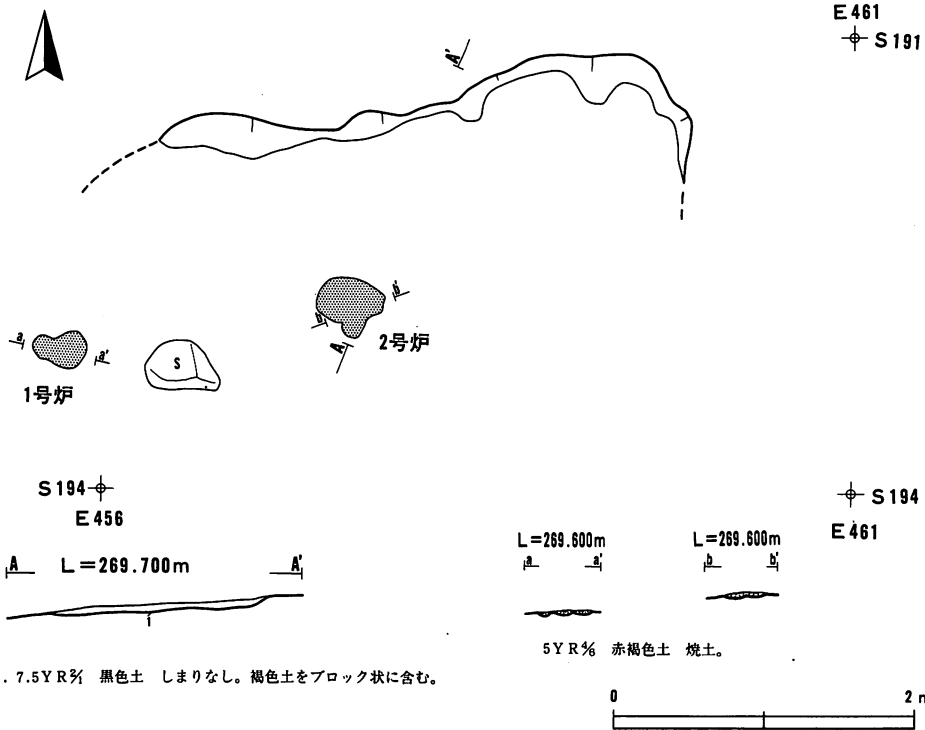 E461
S191
A'
a
a'
1号炉
S
b
b'
A
2号炉
S194
E456
S194
E461
A L=269.700m A'
1
L=269.600m
a a'
L=269.600m
b b'
5YR4/6 赤褐色土 焼土。
. 7.5YR2/1 黒色土 しまりなし。褐色土をブロック状に含む。
0 2